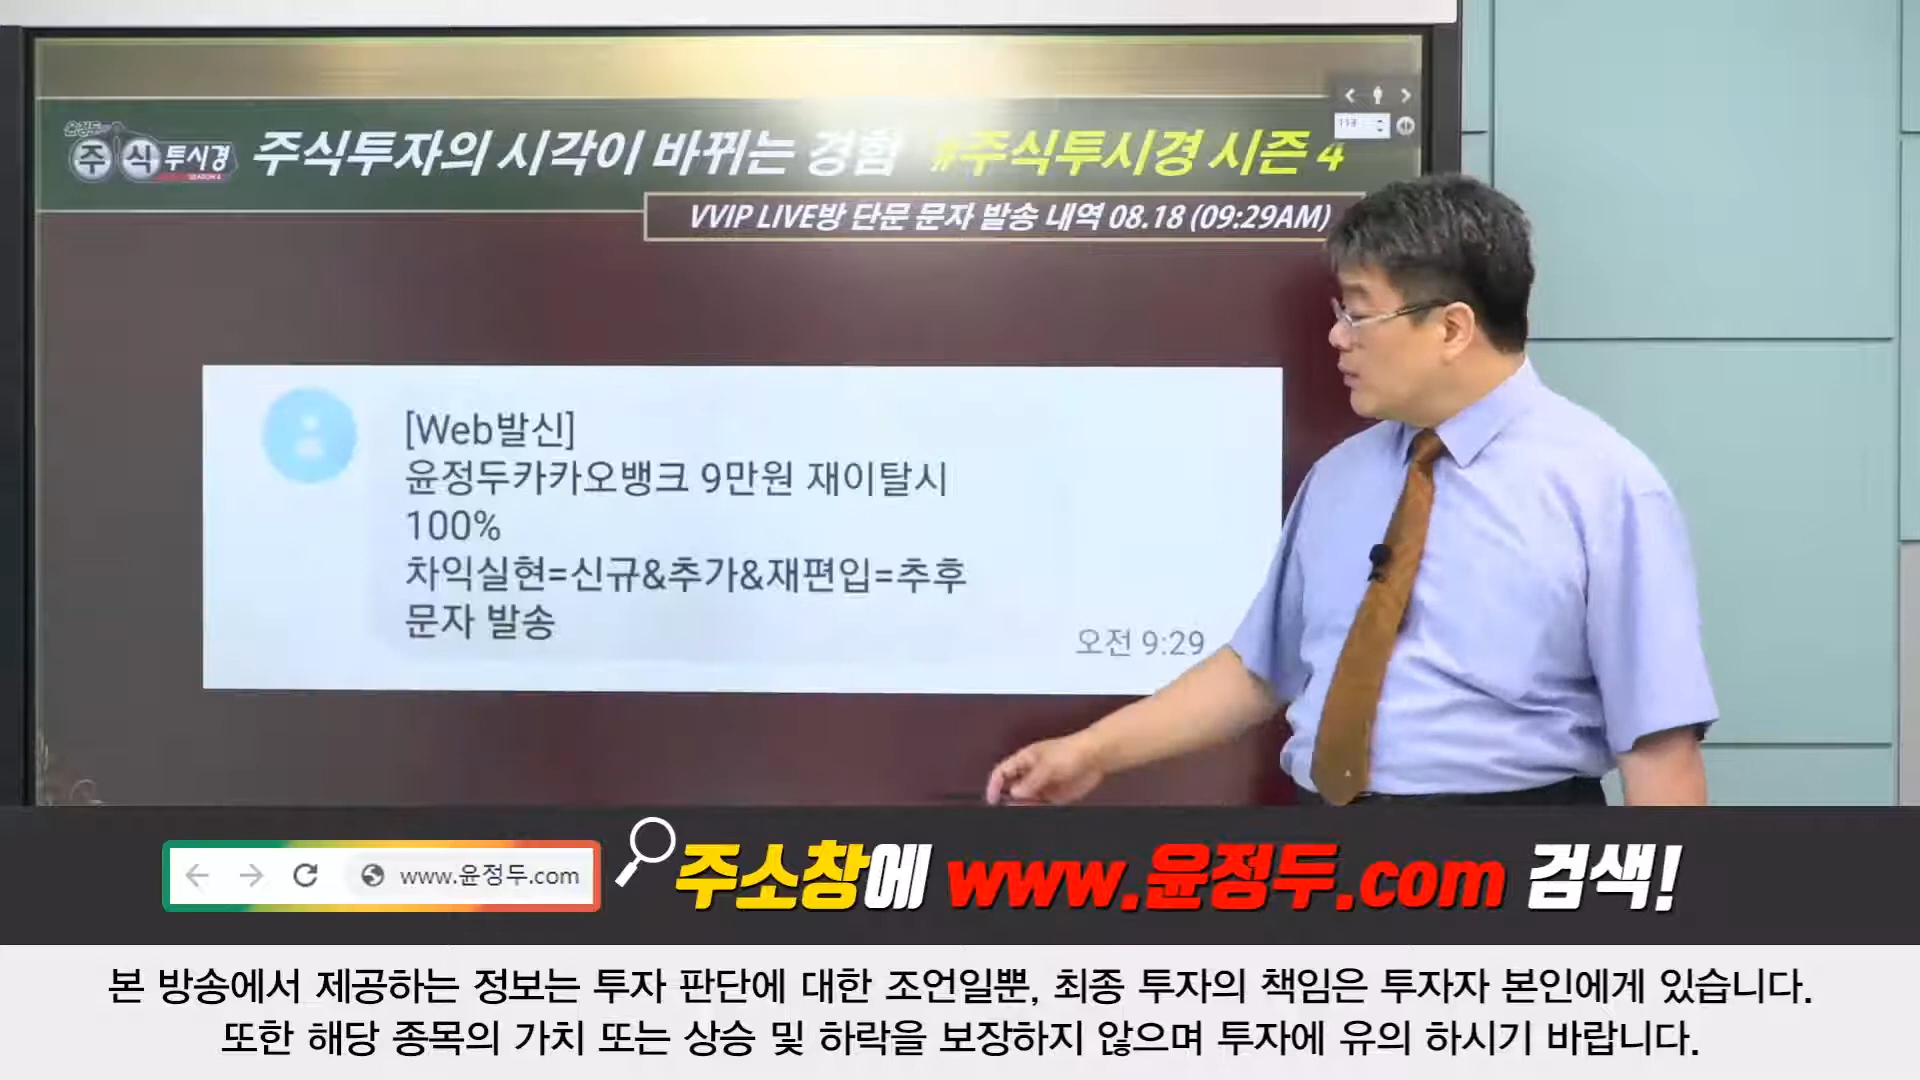 윤정두
주식투시경
SEASON 4
주식투자의 시각이 바뀌는 경험 #주식투시경 시즌 4
113
VVIP LIVE방 단문 문자 발송 내역 08.18 (09:29AM)
[Web발신]
윤정두카카오뱅크 9만원 재이탈시
100%
차익실현=신규&추가&재편입=추후
문자 발송
오전 9:29
www.윤정두.com
주소창에 www.윤정두.com 검색!
본 방송에서 제공하는 정보는 투자 판단에 대한 조언일뿐, 최종 투자의 책임은 투자자 본인에게 있습니다.
또한 해당 종목의 가치 또는 상승 및 하락을 보장하지 않으며 투자에 유의 하시기 바랍니다.